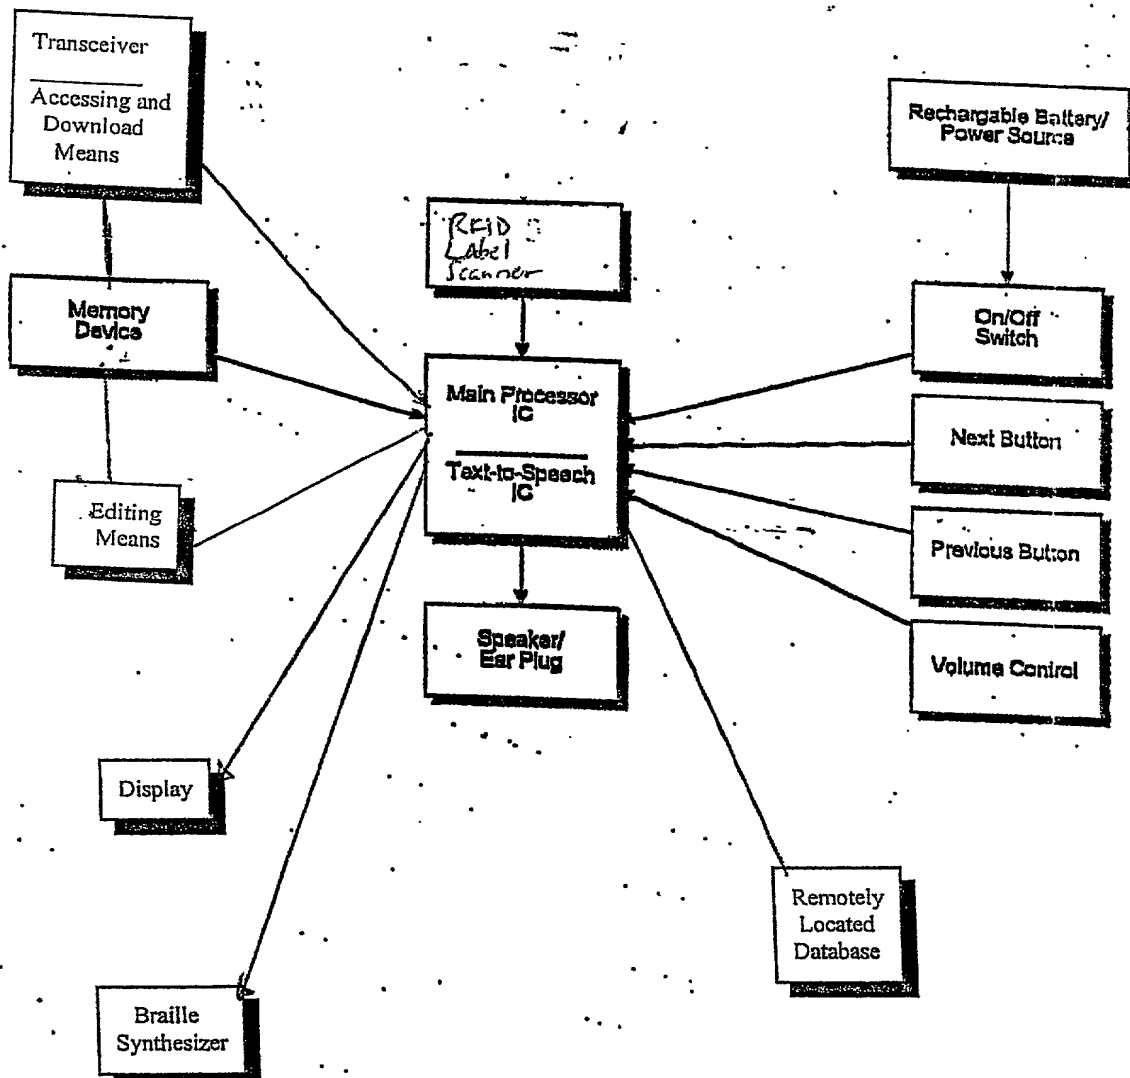 Transceiver
Accessing and
Download
Means
Rechargable Battery/
Power Source
RFID
Label
Scanner
Memory
Device
On/Off
Switch
Main Processor
IC
Text-to-Speech
IC
Next Button
Editing
Means
Previous Button
Speaker/
Ear Plug
Volume Control
Display
Remotely
Located
Database
Braille
Synthesizer